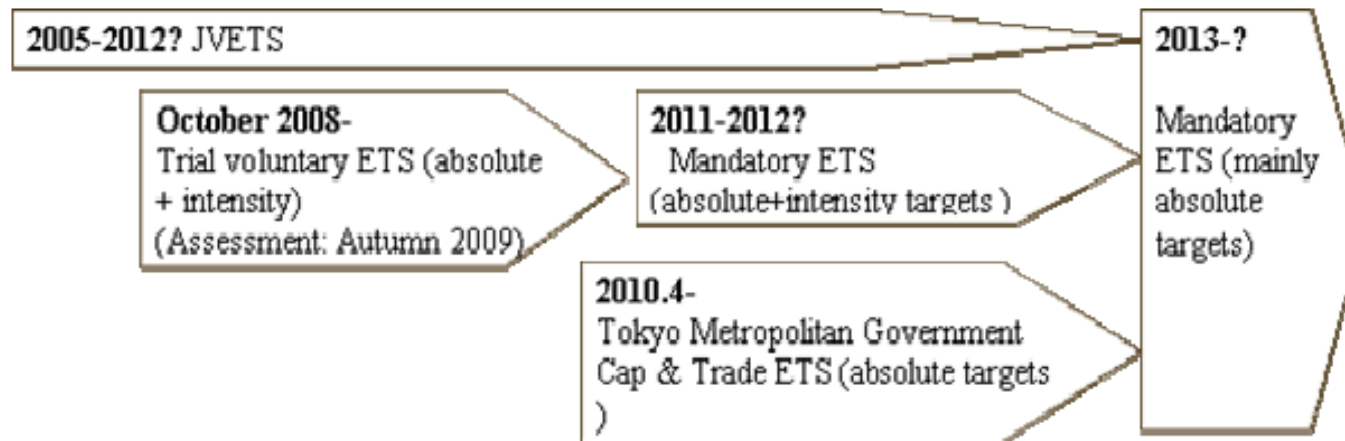 2005-2012? JVETS
October 2008-
Trial voluntary ETS (absolute
+ intensity)
(Assessment: Autumn 2009)
2011-2012?
Mandatory ETS
(absolute+intensity targets )
2010.4-
Tokyo Metropolitan Government
Cap & Trade ETS (absolute targets
)
2013-?
Mandatory
ETS (mainly
absolute
targets)